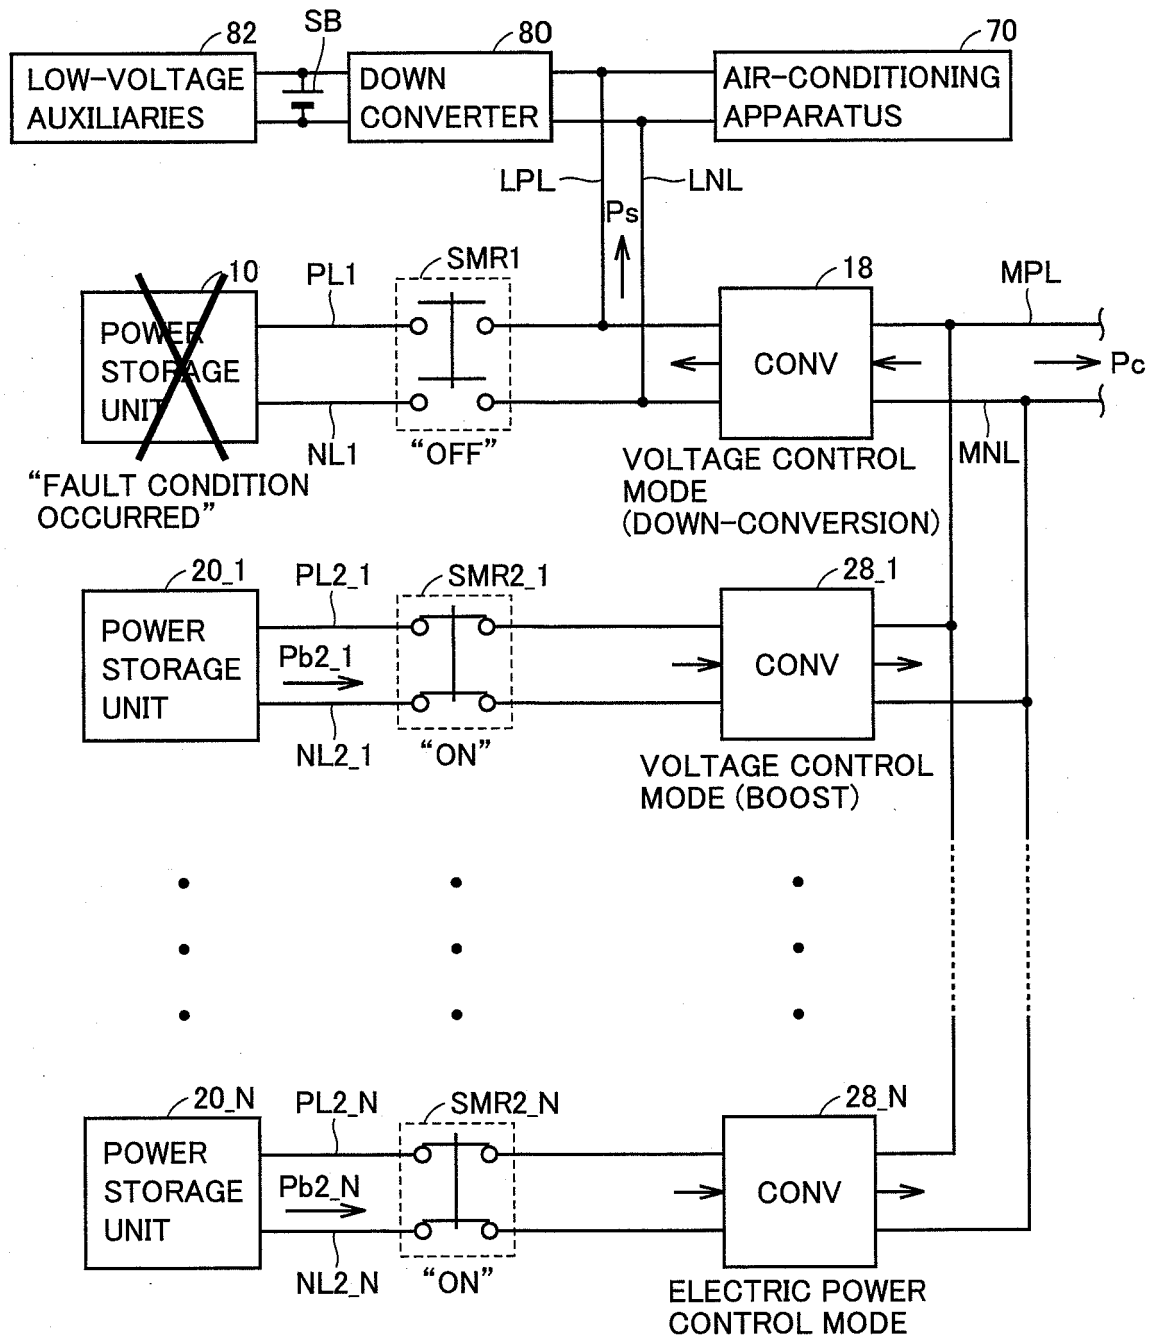 82
SB
80
70
LOW-VOLTAGE
AUXILIARIES
DOWN
CONVERTER
AIR-CONDITIONING
APPARATUS
LPL
LNL
Ps
10
PL1
SMR1
18
MPL
POWER
STORAGE
UNIT
CONV
Pc
NL1
"OFF"
MNL
"FAULT CONDITION
OCCURRED"
VOLTAGE CONTROL
MODE
(DOWN-CONVERSION)
20_1
PL2_1
SMR2_1
28_1
POWER
STORAGE
UNIT
Pb2_1
CONV
NL2_1
"ON"
VOLTAGE CONTROL
MODE (BOOST)
20_N
PL2_N
SMR2_N
28_N
POWER
STORAGE
UNIT
Pb2_N
CONV
NL2_N
"ON"
ELECTRIC POWER
CONTROL MODE